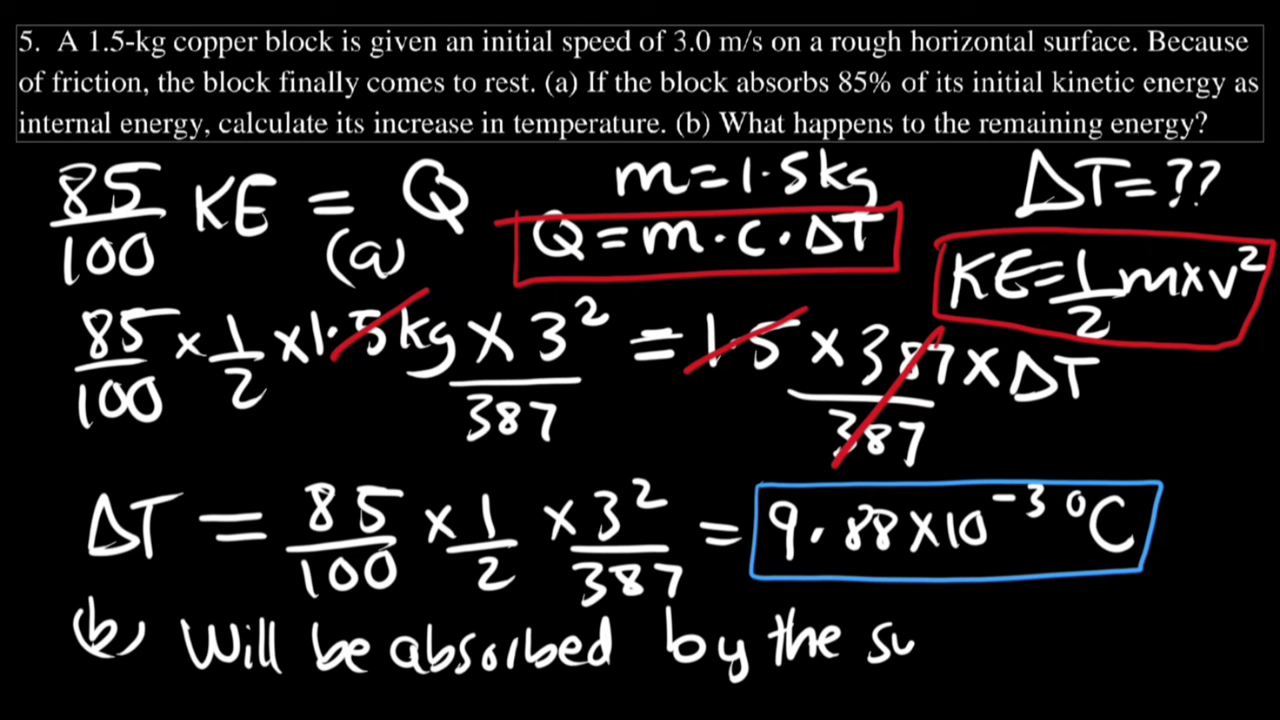 5. A 1.5-kg copper block is given an initial speed of 3.0 m/s on a rough horizontal surface. Because
of friction, the block finally comes to rest. (a) If the block absorbs 85% of its initial kinetic energy as
internal energy, calculate its increase in temperature. (b) What happens to the remaining energy?
85/100 KE = Q
(a)
m=1.5kg
Q=m·c·ΔT
ΔT=??
KE=1/2 m×v²
85/100 × 1/2 × 1.5kg × 3²/387 = 1.5 × 387/387 × ΔT
ΔT = 85/100 × 1/2 × 3²/387 = 9.88×10⁻³ °C
(b) Will be absorbed by the su